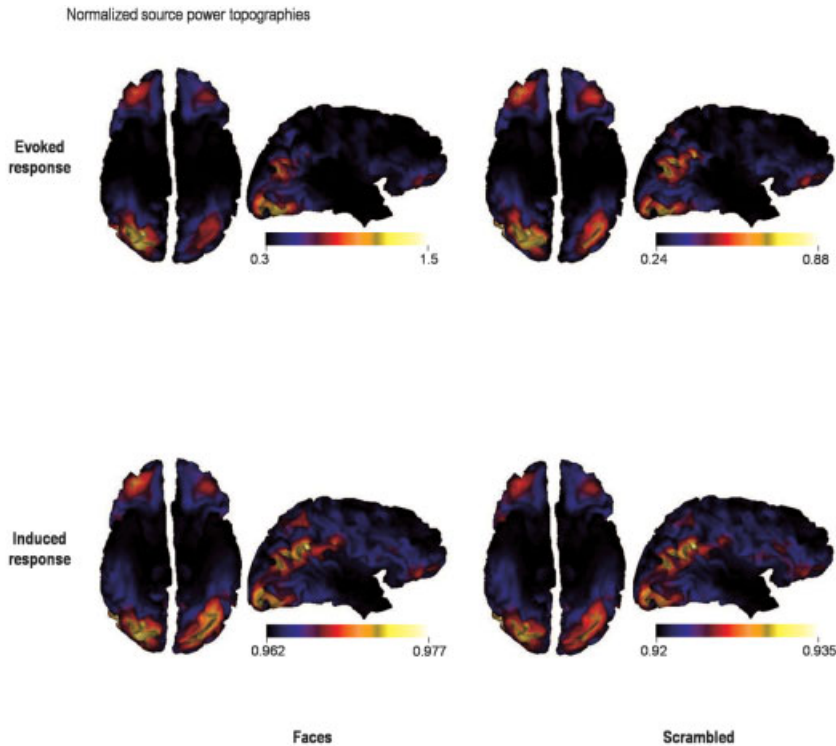 Normalized source power topographies
Evoked
response
0.3 1.5
0.24 0.88
Induced
response
0.962 0.977
0.92 0.935
Faces
Scrambled